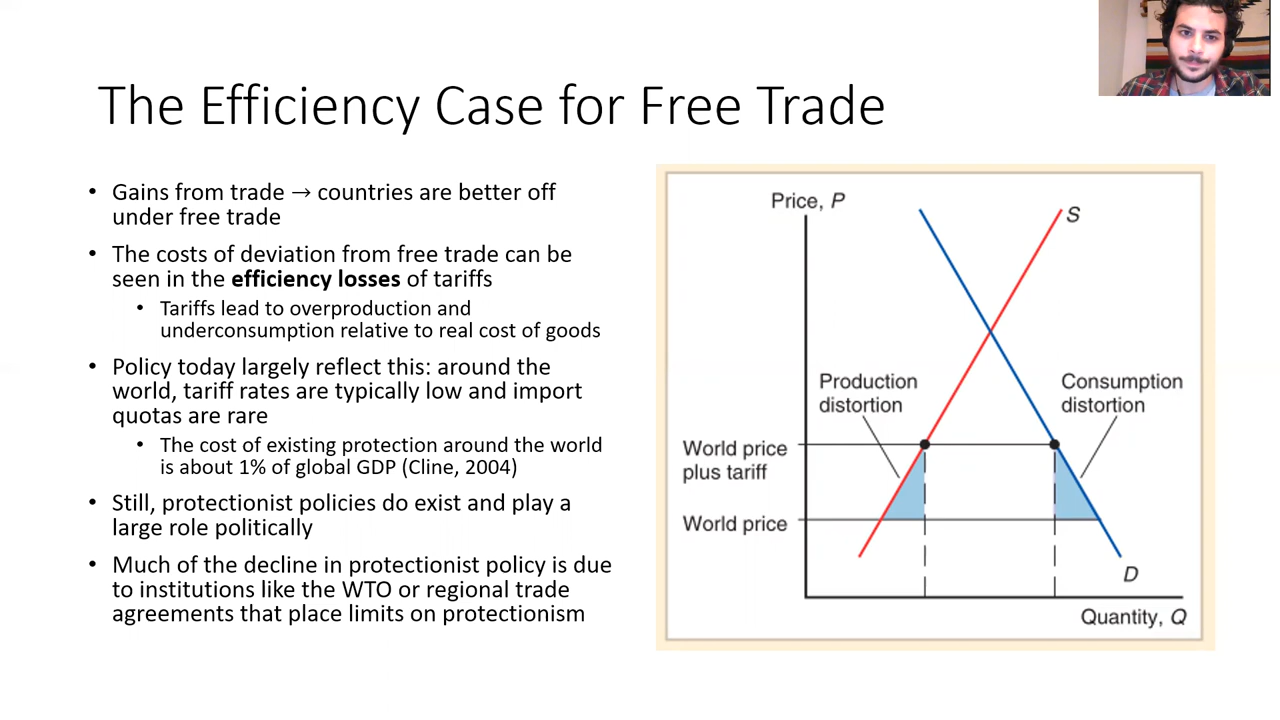 The Efficiency Case for Free Trade
• Gains from trade → countries are better off
under free trade
• The costs of deviation from free trade can be
seen in the efficiency losses of tariffs
• Tariffs lead to overproduction and
underconsumption relative to real cost of goods
• Policy today largely reflect this: around the
world, tariff rates are typically low and import
quotas are rare
• The cost of existing protection around the world
is about 1% of global GDP (Cline, 2004)
• Still, protectionist policies do exist and play a
large role politically
• Much of the decline in protectionist policy is due
to institutions like the WTO or regional trade
agreements that place limits on protectionism
Price, P
S
Production
distortion
Consumption
distortion
World price
plus tariff
World price
D
Quantity, Q